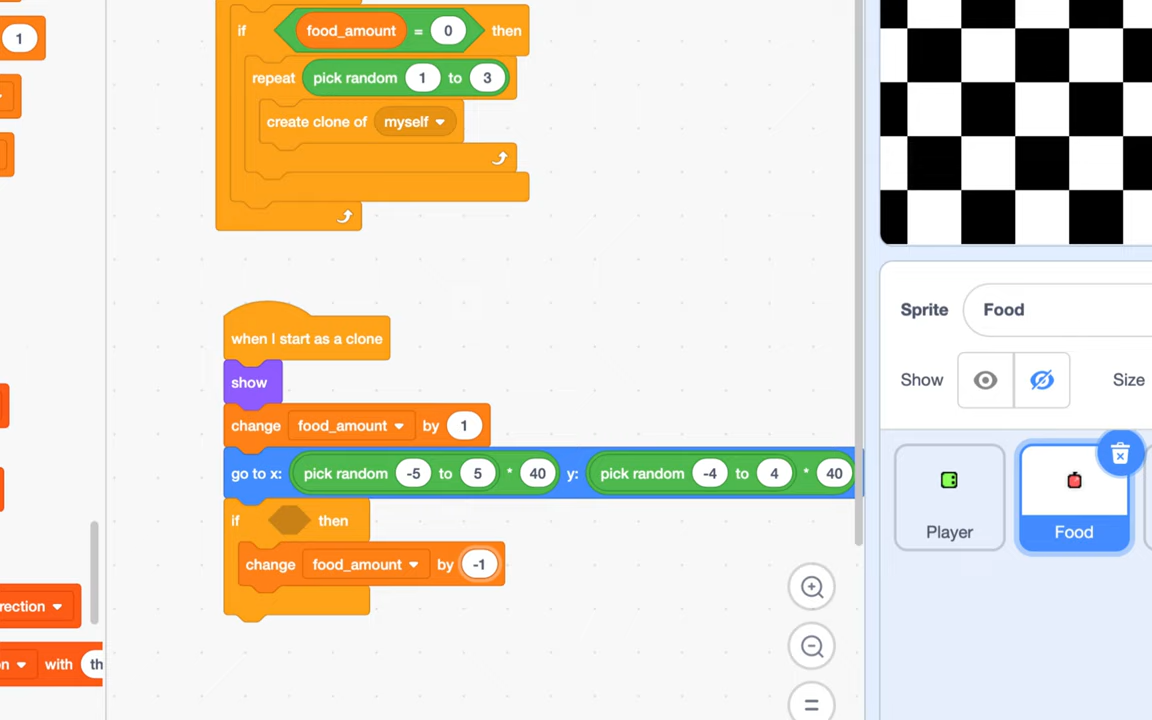 1
if food_amount = 0 then
repeat pick random 1 to 3
create clone of myself
when I start as a clone
show
change food_amount by 1
go to x: pick random -5 to 5 * 40 y: pick random -4 to 4 * 40
if then
change food_amount by -1
rection
with th
Sprite Food
Show Size
Player
Food